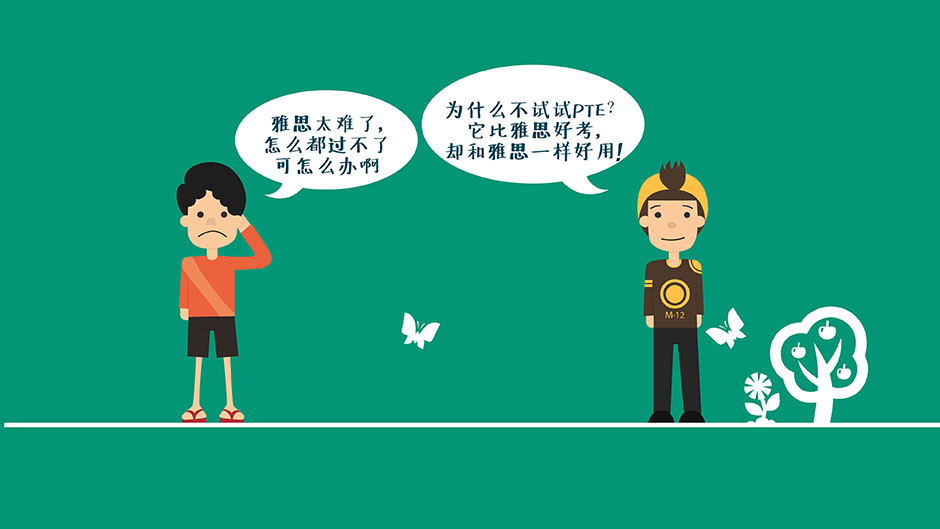 雅思太难了,
怎么都过不了
可怎么办啊
为什么不试试PTE?
它比雅思好考,
却和雅思一样好用!
M-12